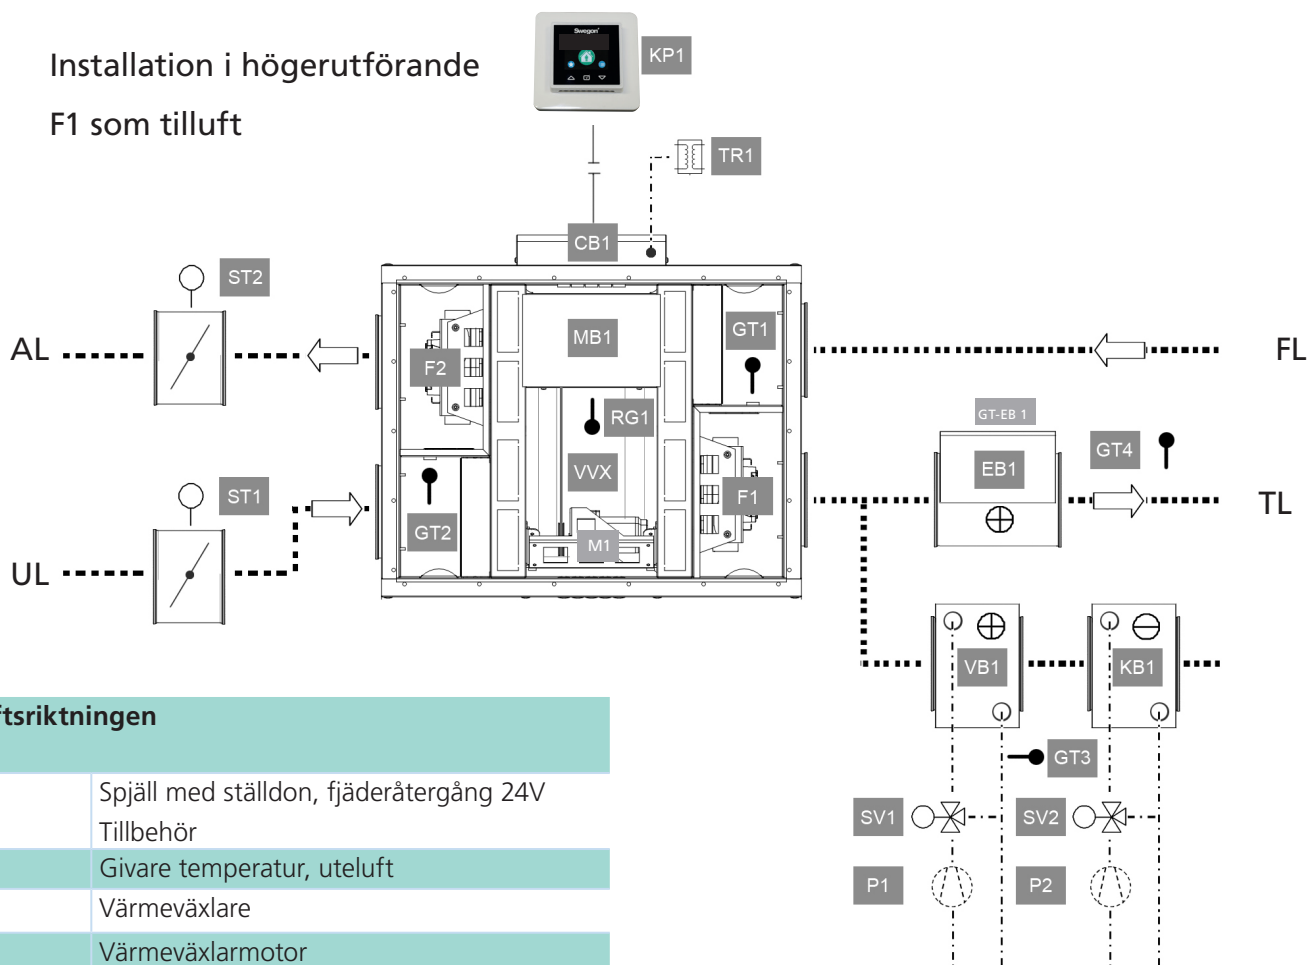 Installation i högerutförande
F1 som tilluft
Swegon
KP1
TR1
CB1
ST2
AL
F2
MB1
GT1
FL
RG1
GT-EB 1
EB1
GT4
ST1
VVX
F1
TL
GT2
M1
UL
VB1
KB1
GT3
SV1
SV2
P1
P2
ftsriktningen
Spjäll med ställdon, fjäderåtergång 24V
Tillbehör
Givare temperatur, uteluft
Värmeväxlare
Värmeväxlarmotor